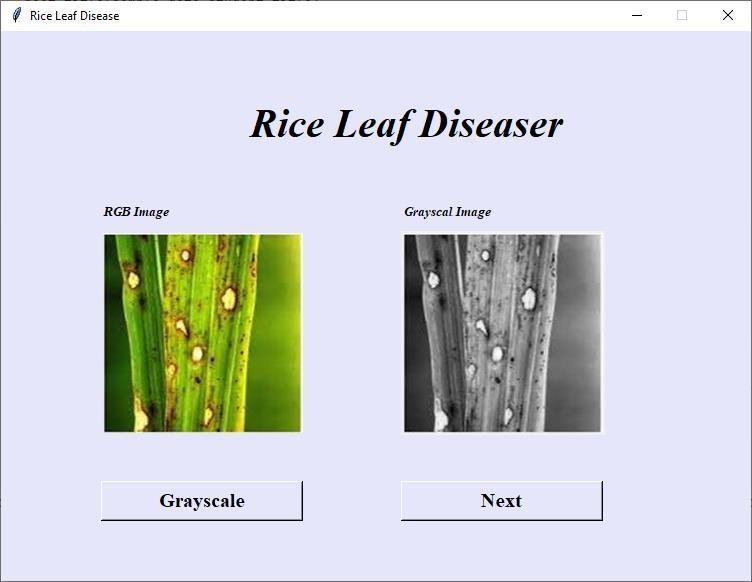 Rice Leaf Disease
Rice Leaf Diseaser
RGB Image
Grayscal Image
Grayscale
Next